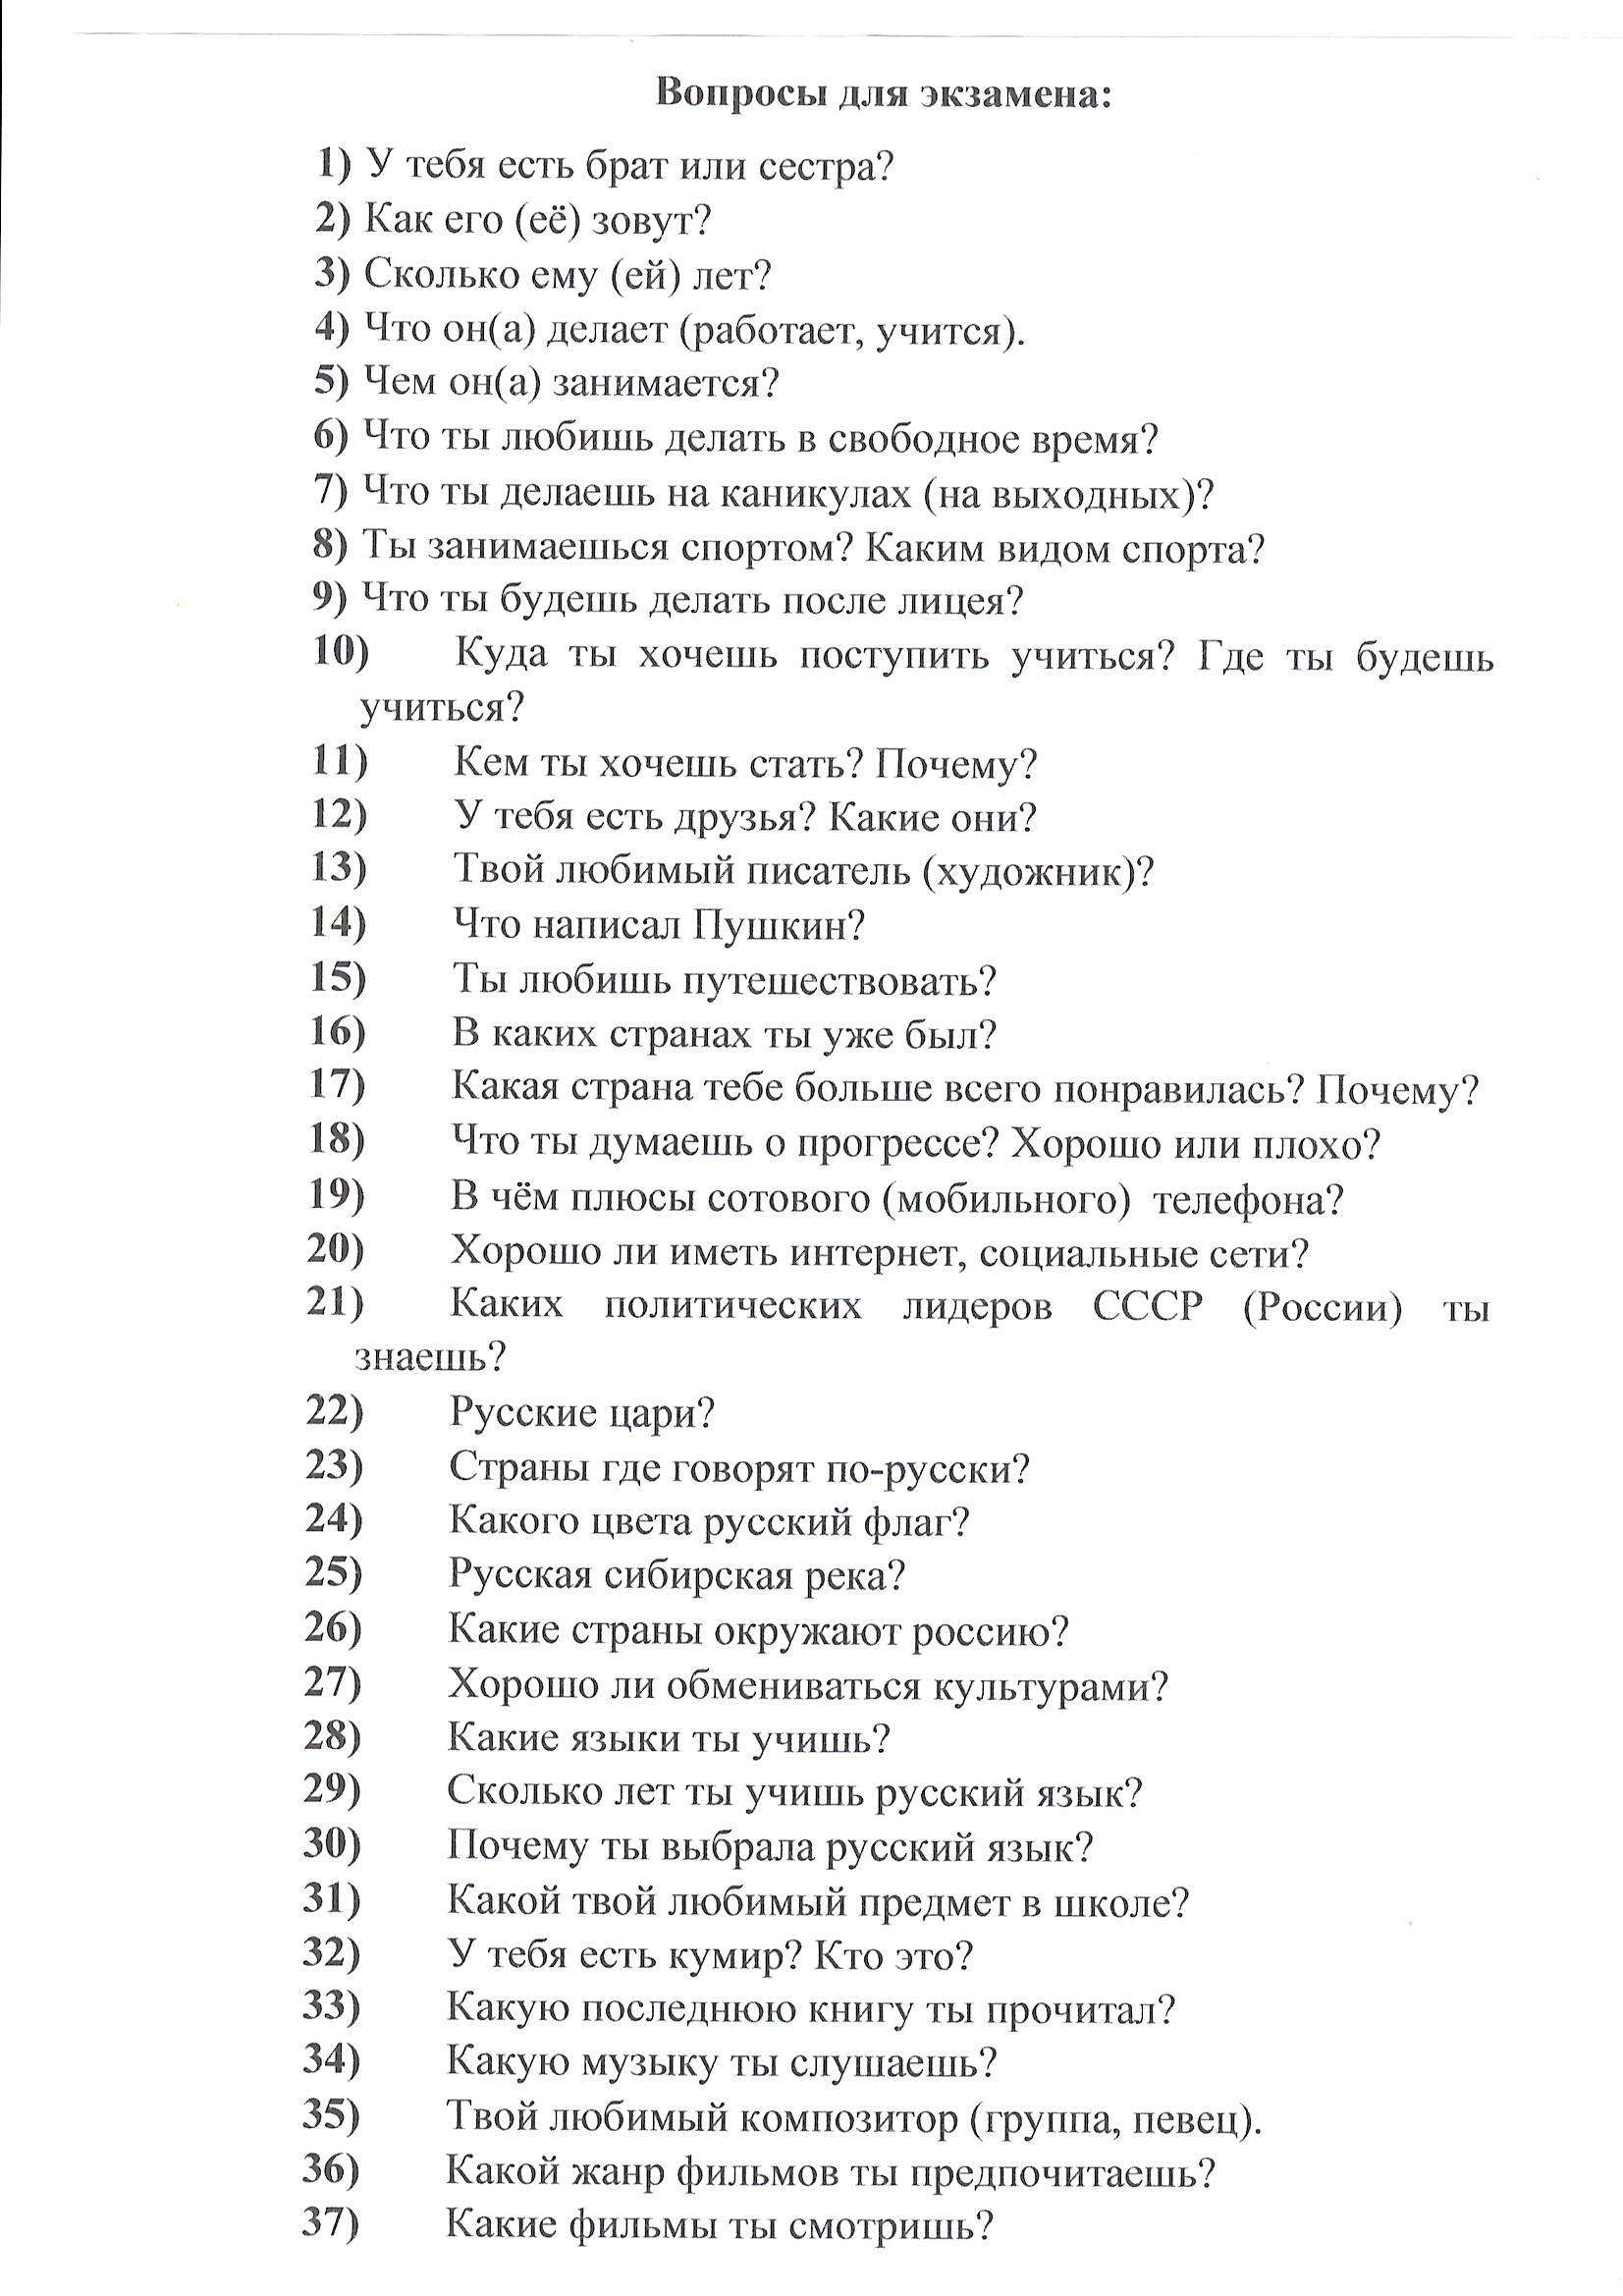 Вопросы для экзамена:
1) У тебя есть брат или сестра?
2) Как его (её) зовут?
3) Сколько ему (ей) лет?
4) Что он(а) делает (работает, учится).
5) Чем он(а) занимается?
6) Что ты любишь делать в свободное время?
7) Что ты делаешь на каникулах (на выходных)?
8) Ты занимаешься спортом? Каким видом спорта?
9) Что ты будешь делать после лицея?
10) Куда ты хочешь поступить учиться? Где ты будешь
учиться?
11) Кем ты хочешь стать? Почему?
12) У тебя есть друзья? Какие они?
13) Твой любимый писатель (художник)?
14) Что написал Пушкин?
15) Ты любишь путешествовать?
16) В каких странах ты уже был?
17) Какая страна тебе больше всего понравилась? Почему?
18) Что ты думаешь о прогрессе? Хорошо или плохо?
19) В чём плюсы сотового (мобильного) телефона?
20) Хорошо ли иметь интернет, социальные сети?
21) Каких политических лидеров СССР (России) ты
знаешь?
22) Русские цари?
23) Страны где говорят по-русски?
24) Какого цвета русский флаг?
25) Русская сибирская река?
26) Какие страны окружают россию?
27) Хорошо ли обмениваться культурами?
28) Какие языки ты учишь?
29) Сколько лет ты учишь русский язык?
30) Почему ты выбрала русский язык?
31) Какой твой любимый предмет в школе?
32) У тебя есть кумир? Кто это?
33) Какую последнюю книгу ты прочитал?
34) Какую музыку ты слушаешь?
35) Твой любимый композитор (группа, певец).
36) Какой жанр фильмов ты предпочитаешь?
37) Какие фильмы ты смотришь?